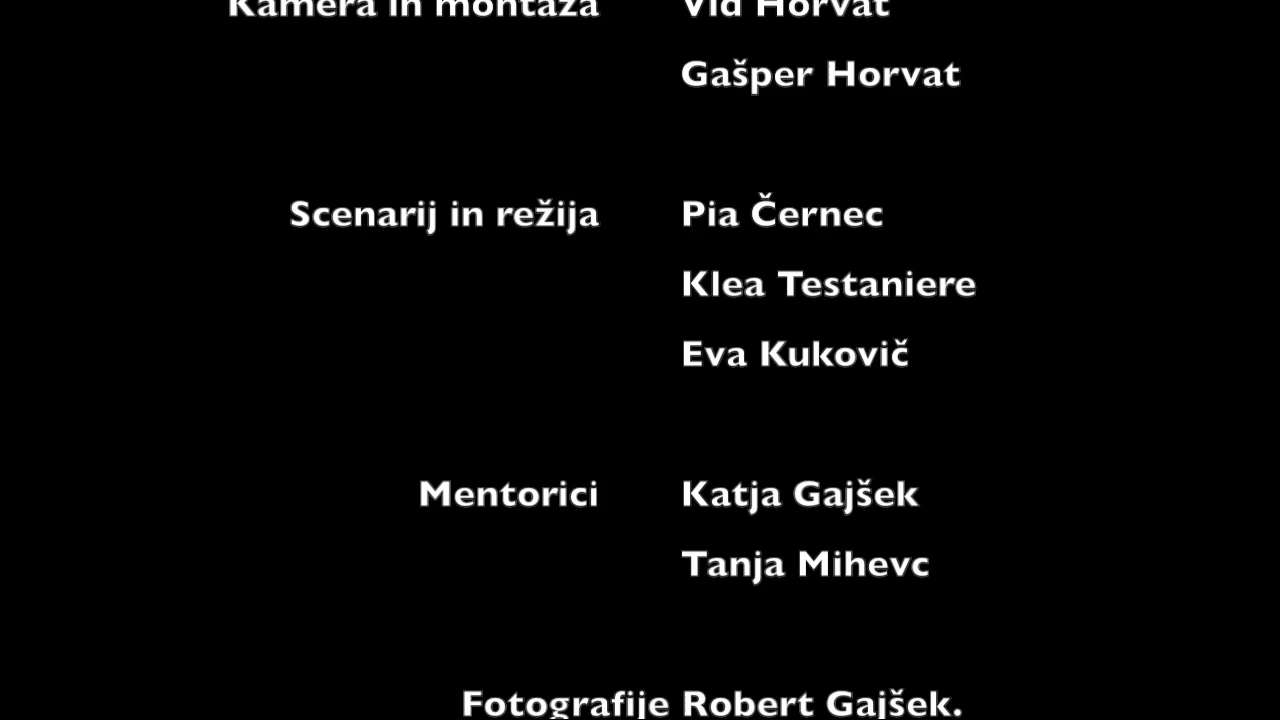 Kamera in montaža Vid Horvat
Gašper Horvat
Scenarij in režija Pia Černec
Klea Testaniere
Eva Kukovič
Mentorici Katja Gajšek
Tanja Mihevc
Fotografije Robert Gajšek.